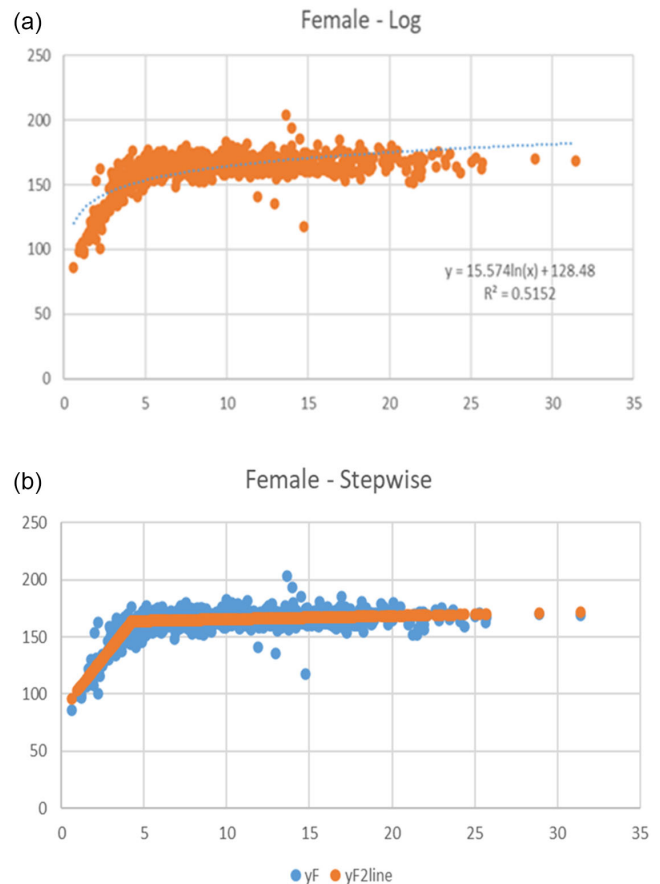 (a)
Female - Log
250
200
150
100
50
0
y = 15.574ln(x) + 128.48
R² = 0.5152
0 5 10 15 20 25 30 35
(b)
Female - Stepwise
250
200
150
100
50
0
0 5 10 15 20 25 30 35
yF yF2line